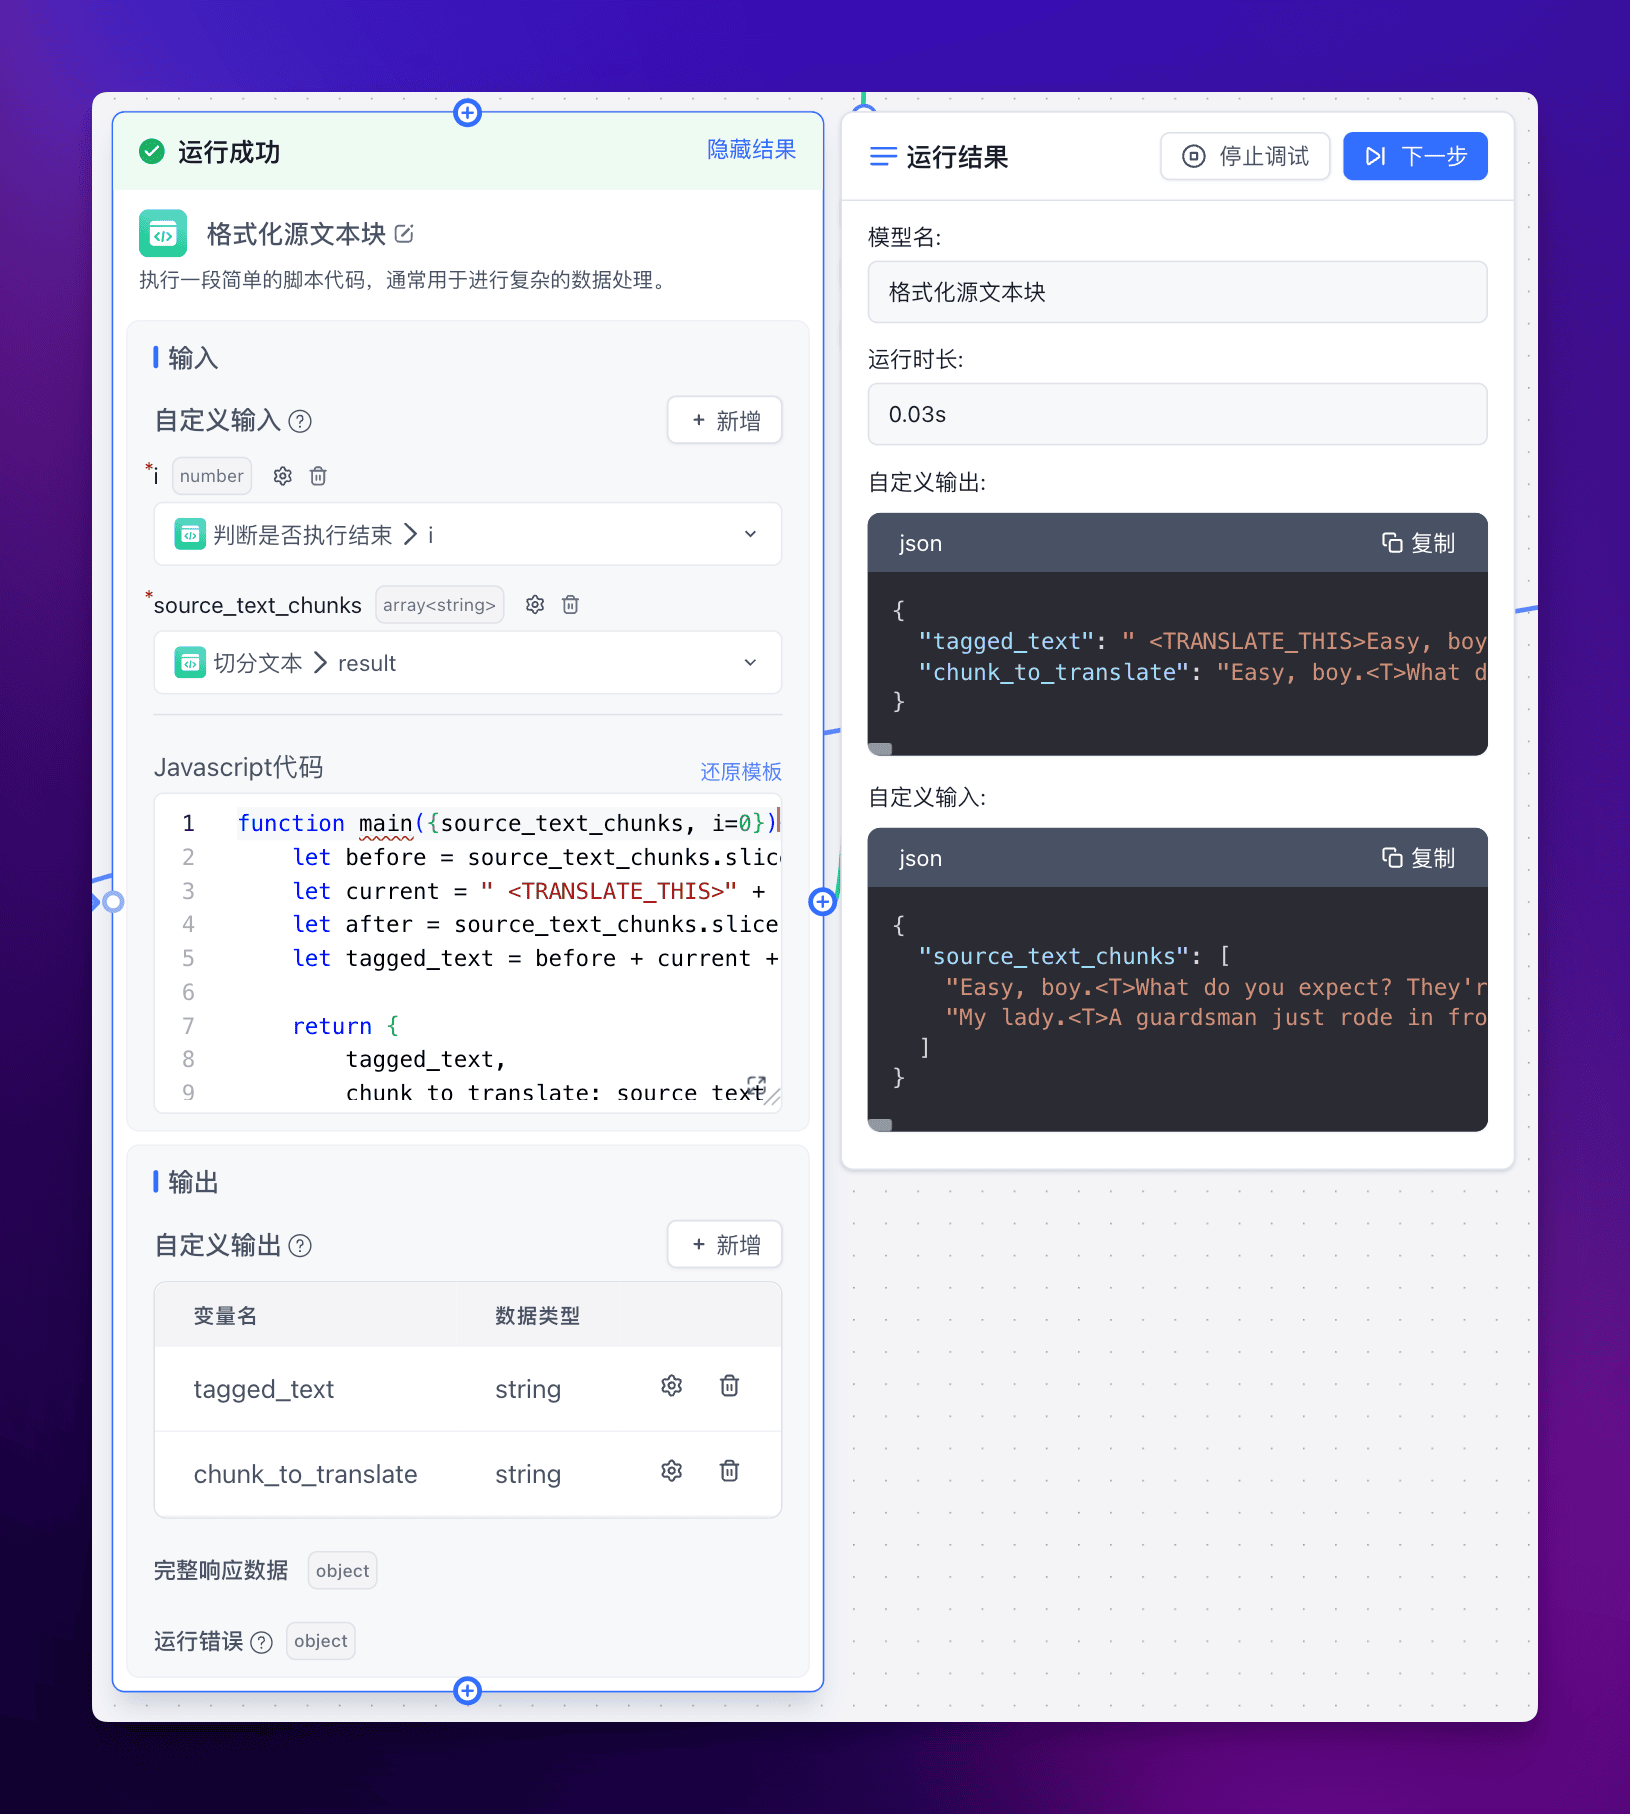 运行成功
隐藏结果
格式化源文本块
执行一段简单的脚本代码，通常用于进行复杂的数据处理。
输入
自定义输入
+ 新增
*i number
判断是否执行结束 > i
*source_text_chunks array<string>
切分文本 > result
Javascript代码
还原模板
1 function main({source_text_chunks, i=0})
2 let before = source_text_chunks.slic
3 let current = " <TRANSLATE_THIS>" +
4 let after = source_text_chunks.slice
5 let tagged_text = before + current +
6
7 return {
8 tagged_text,
9 chunk_to_translate: source_text
输出
自定义输出
+ 新增
变量名 数据类型
tagged_text string
chunk_to_translate string
完整响应数据 object
运行错误 object
运行结果
停止调试
下一步
模型名:
格式化源文本块
运行时长:
0.03s
自定义输出:
json 复制
{
"tagged_text": " <TRANSLATE_THIS>Easy, boy
"chunk_to_translate": "Easy, boy.<T>What d
}
自定义输入:
json 复制
{
"source_text_chunks": [
"Easy, boy.<T>What do you expect? They'r
"My lady.<T>A guardsman just rode in fro
]
}